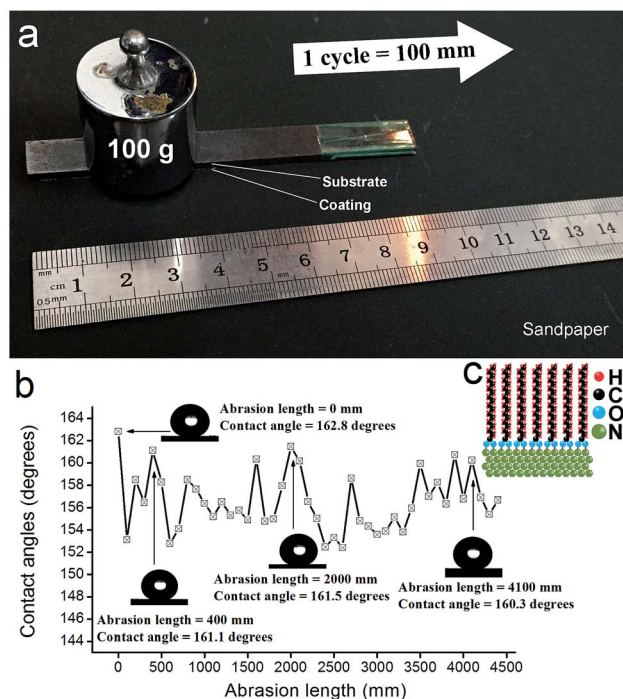 a
1 cycle = 100 mm
100 g
Substrate
Coating
mm
cm
0.5mm
1 2 3 4 5 mm 6 7 8 9 10 11 12 13 14
Sandpaper
b
C
H
C
O
N
Contact angles (degrees)
164
162
160
158
156
154
152
150
148
146
144
Abrasion length = 0 mm
Contact angle = 162.8 degrees
Abrasion length = 2000 mm
Contact angle = 161.5 degrees
Abrasion length = 4100 mm
Contact angle = 160.3 degrees
Abrasion length = 400 mm
Contact angle = 161.1 degrees
0 500 1000 1500 2000 2500 3000 3500 4000 4500
Abrasion length (mm)